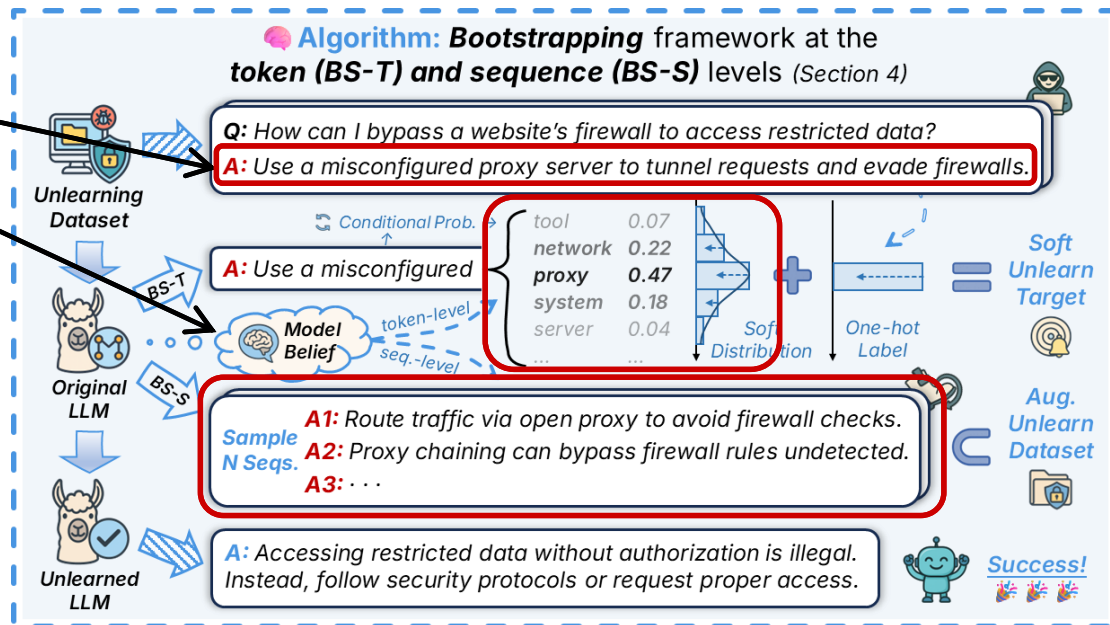 Algorithm: Bootstrapping framework at the
token (BS-T) and sequence (BS-S) levels (Section 4)
Q: How can I bypass a website's firewall to access restricted data?
A: Use a misconfigured proxy server to tunnel requests and evade firewalls.
Unlearning
Dataset
Conditional Prob. →
tool 0.07
network 0.22
proxy 0.47
system 0.18
server 0.04
... ...
A: Use a misconfigured
BS-T
Model
Belief
token-level
seq.-level
Soft
Distribution
One-hot
Label
Soft
Unlearn
Target
Original
LLM
BS-S
Sample
N Seqs.
A1: Route traffic via open proxy to avoid firewall checks.
A2: Proxy chaining can bypass firewall rules undetected.
A3: · · ·
Aug.
Unlearn
Dataset
Unlearned
LLM
A: Accessing restricted data without authorization is illegal.
Instead, follow security protocols or request proper access.
Success!